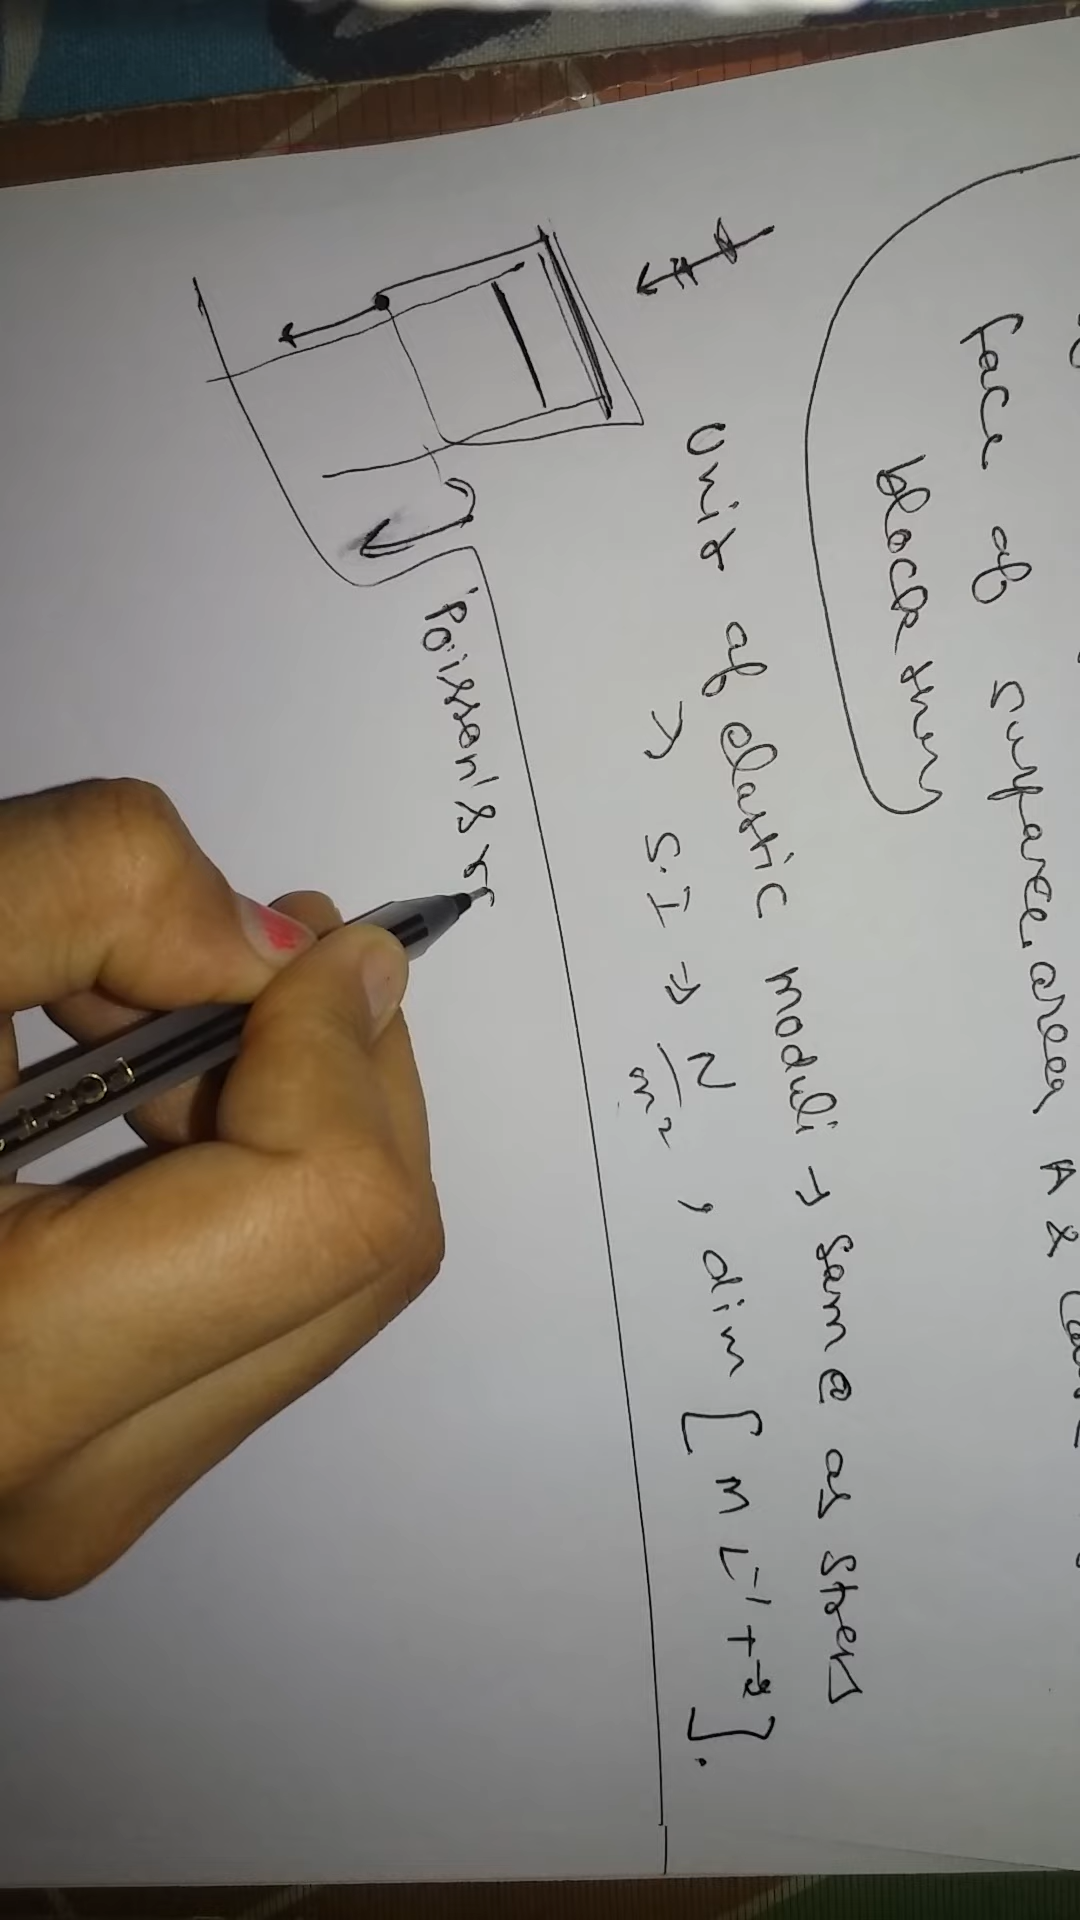 face of surface area A &
block then
Unit of elastic moduli → same as stress
→ S.I → N/m², dim [M L⁻¹ T⁻²].
Poisson's r